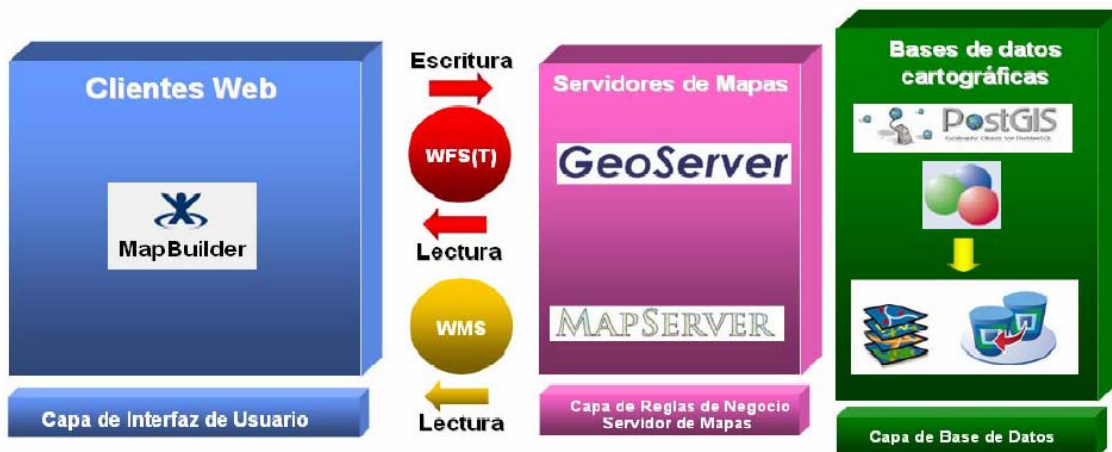 Clientes Web
MapBuilder
Capa de Interfaz de Usuario
Escritura
WFS(T)
Lectura
WMS
Lectura
Servidores de Mapas
GeoServer
MAPSERVER
Capa de Reglas de Negocio
Servidor de Mapas
Bases de datos
cartográficas
PostGIS
Capa de Base de Datos